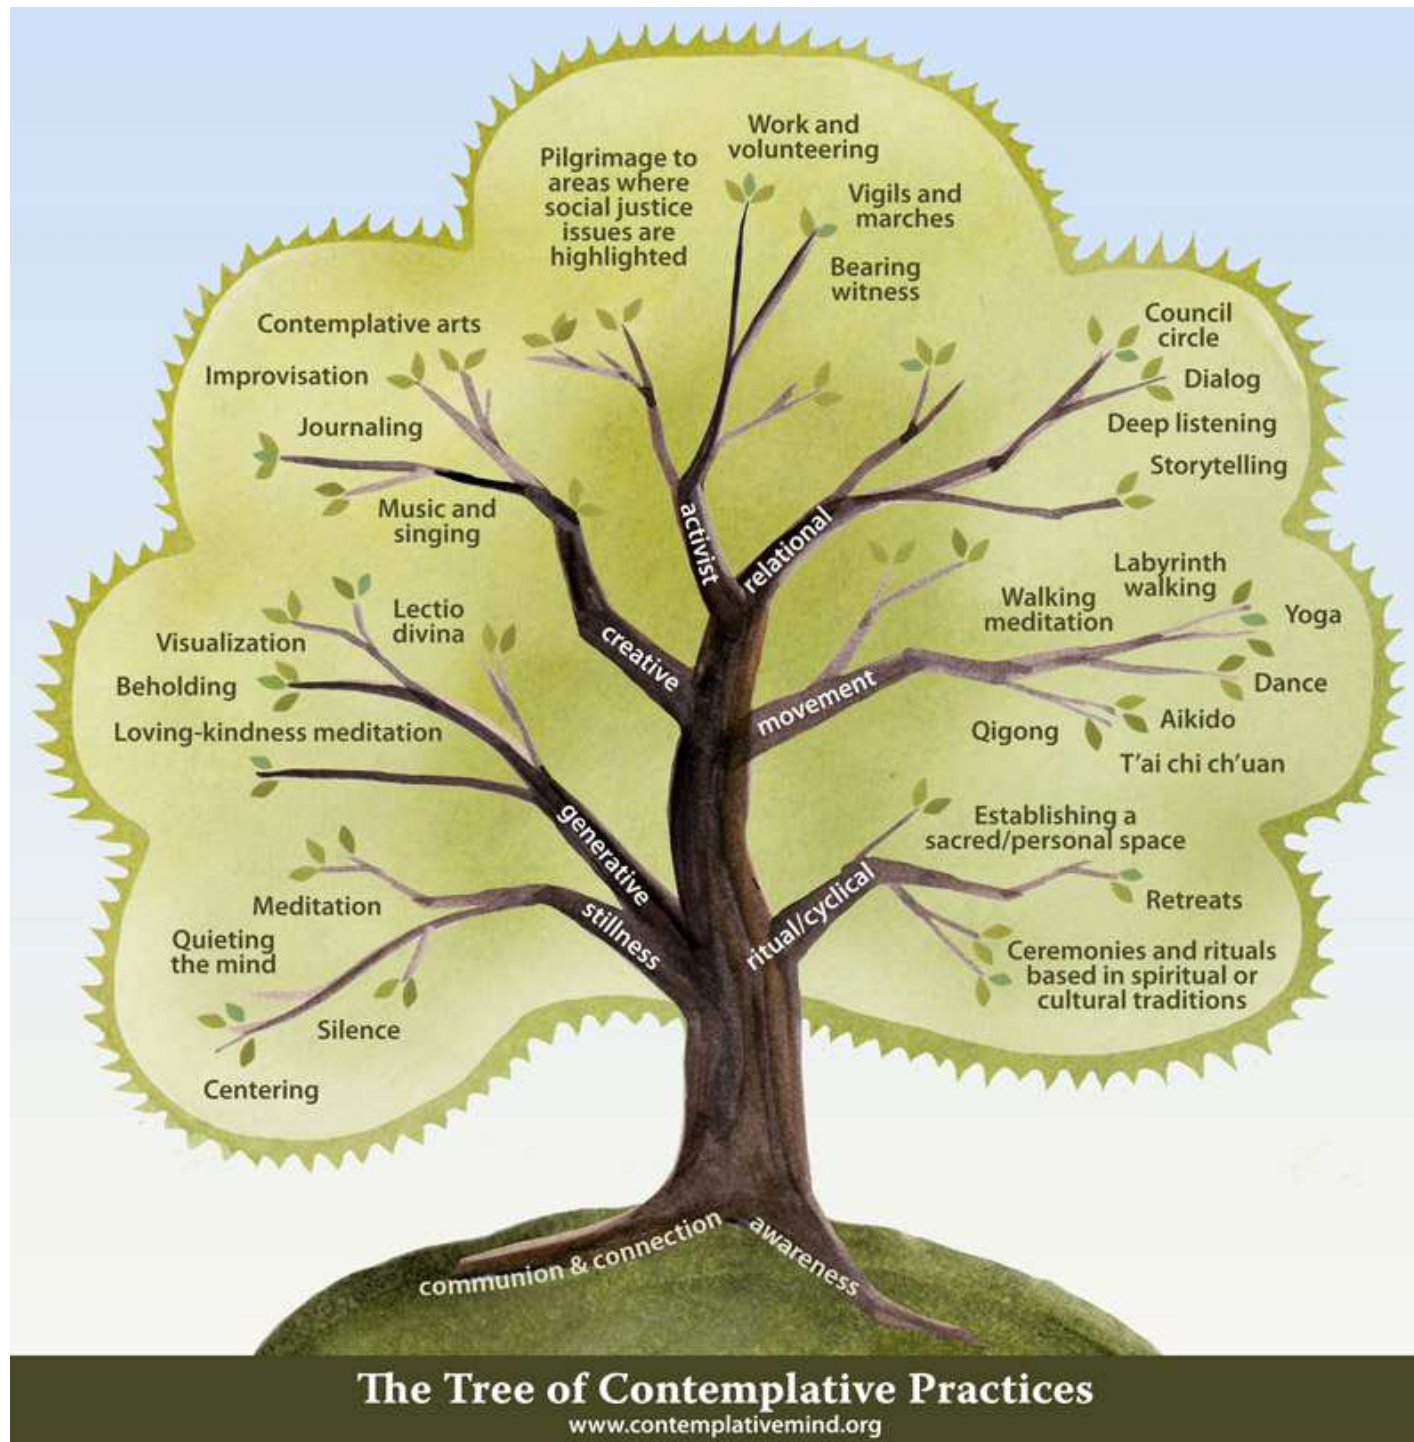 Work and
volunteering
Pilgrimage to
areas where
social justice
issues are
highlighted
Vigils and
marches
Bearing
witness
Contemplative arts
Improvisation
Journaling
Music and
singing
Council
circle
Dialog
Deep listening
Storytelling
activist
relational
Labyrinth
walking
Walking
meditation
Yoga
Dance
Aikido
Qigong
T'ai chi ch'uan
movement
creative
Lectio
divina
Visualization
Beholding
Loving-kindness meditation
generative
Establishing a
sacred/personal space
Retreats
Ceremonies and rituals
based in spiritual or
cultural traditions
ritual/cyclical
stillness
Meditation
Quieting
the mind
Silence
Centering
communion & connection
awareness
The Tree of Contemplative Practices
www.contemplativemind.org